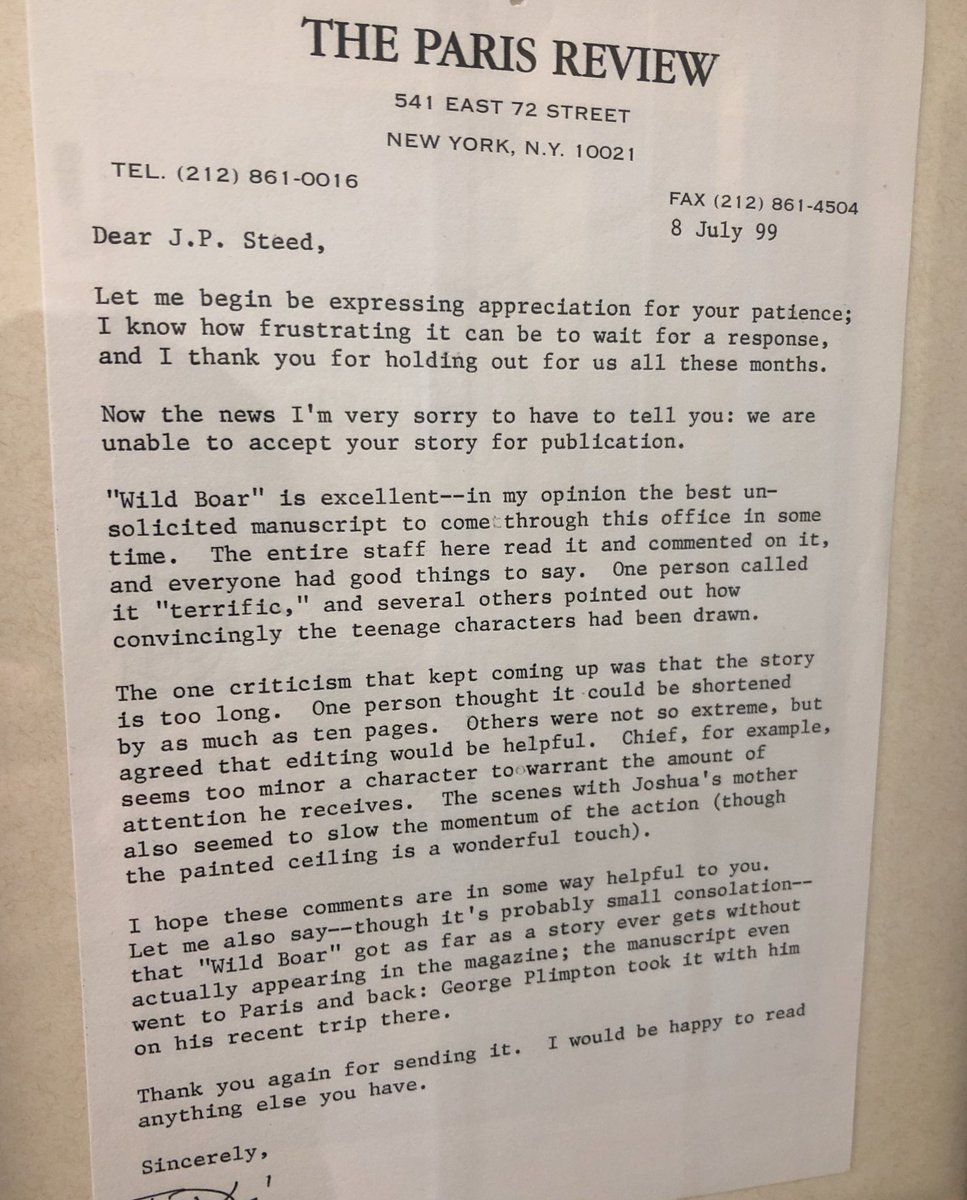 THE PARIS REVIEW
541 EAST 72 STREET
NEW YORK, N.Y. 10021
TEL. (212) 861-0016
FAX (212) 861-4504
8 July 99
Dear J.P. Steed,
Let me begin be expressing appreciation for your patience;
I know how frustrating it can be to wait for a response,
and I thank you for holding out for us all these months.
Now the news I'm very sorry to have to tell you: we are
unable to accept your story for publication.
"Wild Boar" is excellent--in my opinion the best un-
solicited manuscript to come through this office in some
time. The entire staff here read it and commented on it,
and everyone had good things to say. One person called
it "terrific," and several others pointed out how
convincingly the teenage characters had been drawn.
The one criticism that kept coming up was that the story
is too long. One person thought it could be shortened
by as much as ten pages. Others were not so extreme, but
agreed that editing would be helpful. Chief, for example,
seems too minor a character to warrant the amount of
attention he receives. The scenes with Joshua's mother
also seemed to slow the momentum of the action (though
the painted ceiling is a wonderful touch).
I hope these comments are in some way helpful to you.
Let me also say--though it's probably small consolation--
that "Wild Boar" got as far as a story ever gets without
actually appearing in the magazine; the manuscript even
went to Paris and back: George Plimpton took it with him
on his recent trip there.
Thank you again for sending it. I would be happy to read
anything else you have.
Sincerely,